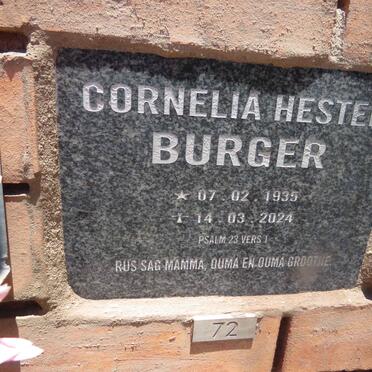 CORNELIA HESTER
BURGER
★ 07 . 02 . 1935
✝ 14 . 03 . 2024
PSALM 23 VERS 1
RUS SAG MAMMA, OUMA EN OUMA GROOTJIE
72